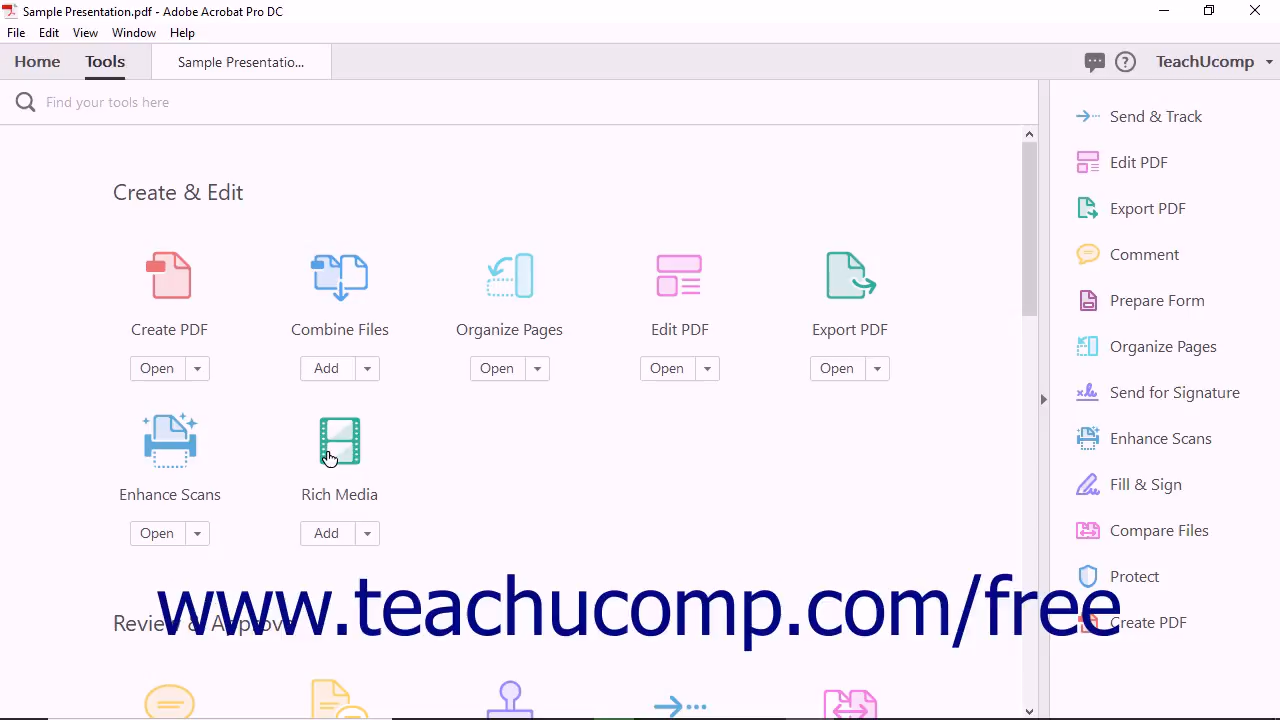 Sample Presentation.pdf - Adobe Acrobat Pro DC
File Edit View Window Help
Home Tools Sample Presentatio... ? TeachUcomp
Find your tools here
Create & Edit
Create PDF Combine Files Organize Pages Edit PDF Export PDF
Open Add Open Open Open
Enhance Scans Rich Media
Open Add
Review & Approve
www.teachucomp.com/free
Send & Track
Edit PDF
Export PDF
Comment
Prepare Form
Organize Pages
Send for Signature
Enhance Scans
Fill & Sign
Compare Files
Protect
Create PDF